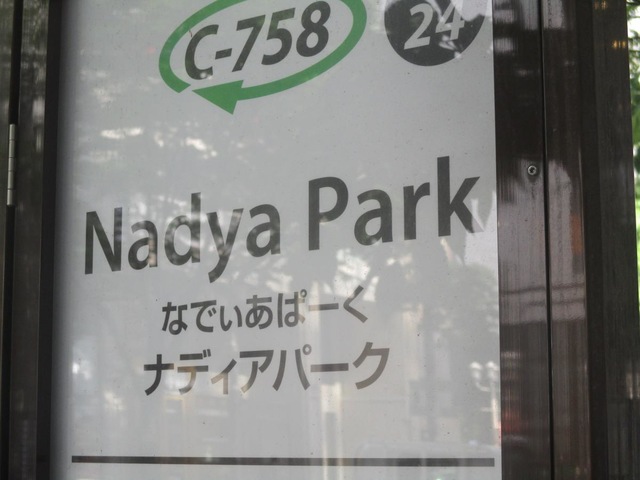 C-758
24
Nadya Park
なでぃあぱーく
ナディアパーク